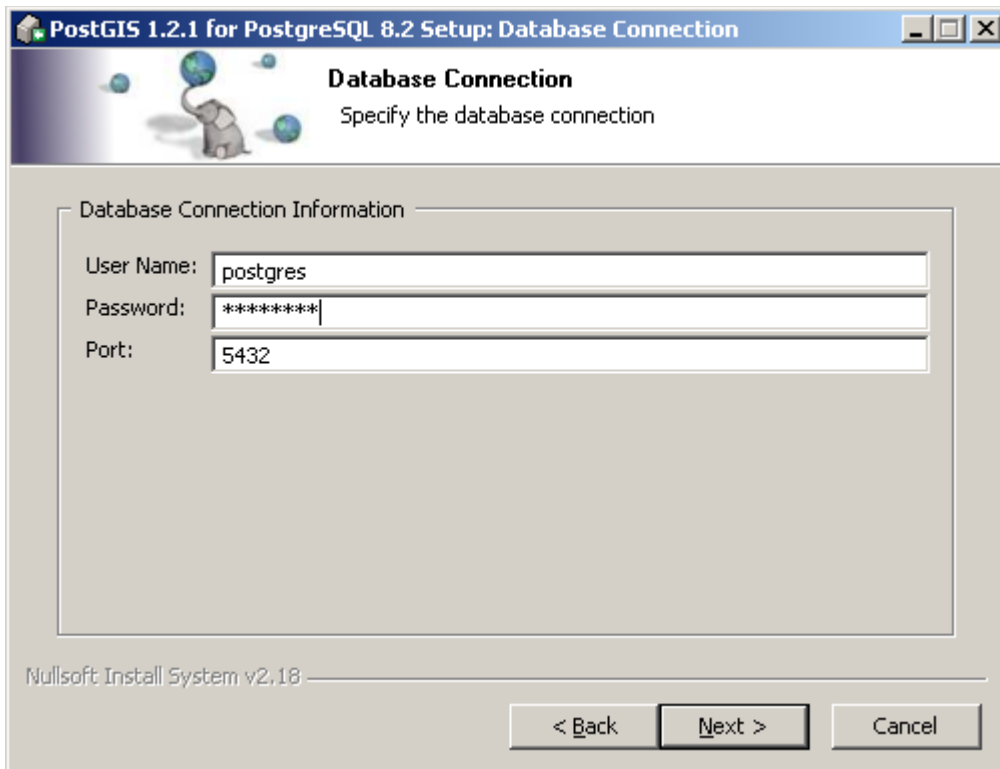 PostGIS 1.2.1 for PostgreSQL 8.2 Setup: Database Connection
Database Connection
Specify the database connection
Database Connection Information
User Name: postgres
Password: ********
Port: 5432
Nullsoft Install System v2.18
< Back Next > Cancel